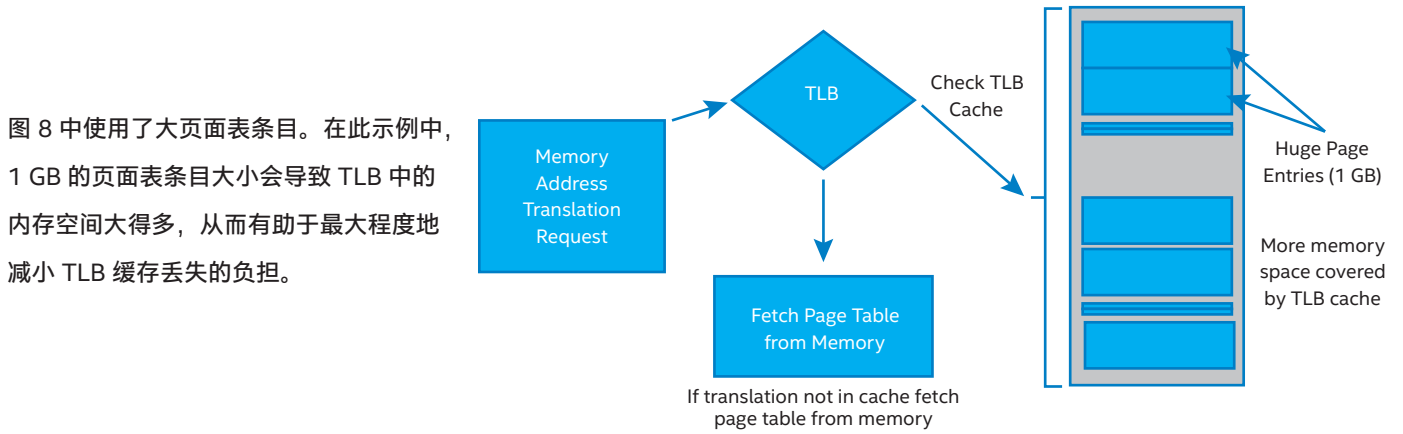 图 8 中使用了大页面表条目。在此示例中，
1 GB 的页面表条目大小会导致 TLB 中的
内存空间大得多，从而有助于最大程度地
减小 TLB 缓存丢失的负担。
Memory
Address
Translation
Request
TLB
Check TLB
Cache
Fetch Page Table
from Memory
If translation not in cache fetch
page table from memory
Huge Page
Entries (1 GB)
More memory
space covered
by TLB cache